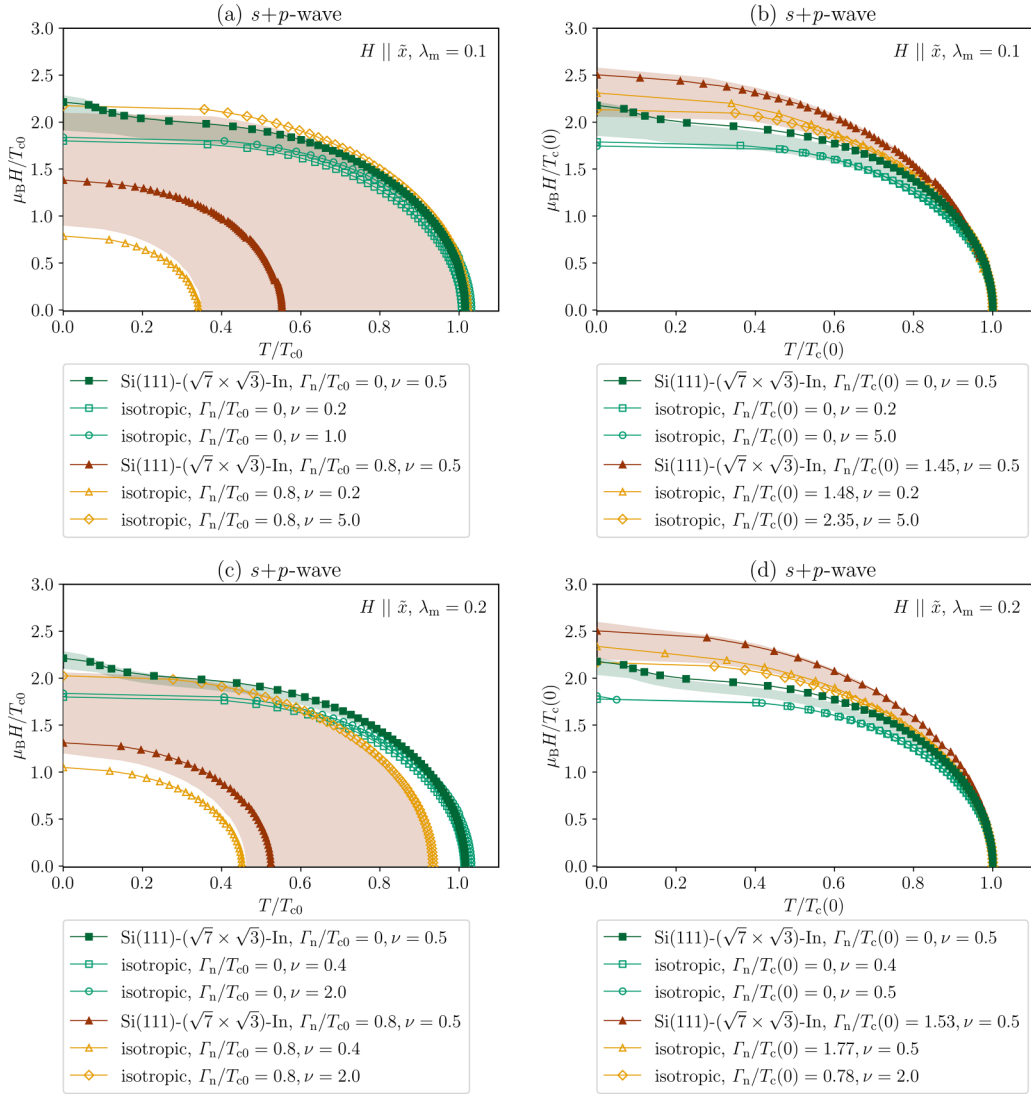 (a) s+p-wave
H || x̃, λm = 0.1
3.0
2.5
2.0
1.5
1.0
0.5
0.0
μBH/Tc0
0.0 0.2 0.4 0.6 0.8 1.0
T/Tc0
Si(111)-(√7 × √3)-In, Γn/Tc0 = 0, ν = 0.5
isotropic, Γn/Tc0 = 0, ν = 0.2
isotropic, Γn/Tc0 = 0, ν = 1.0
Si(111)-(√7 × √3)-In, Γn/Tc0 = 0.8, ν = 0.5
isotropic, Γn/Tc0 = 0.8, ν = 0.2
isotropic, Γn/Tc0 = 0.8, ν = 5.0
(b) s+p-wave
H || x̃, λm = 0.1
3.0
2.5
2.0
1.5
1.0
0.5
0.0
μBH/Tc(0)
0.0 0.2 0.4 0.6 0.8 1.0
T/Tc(0)
Si(111)-(√7 × √3)-In, Γn/Tc(0) = 0, ν = 0.5
isotropic, Γn/Tc(0) = 0, ν = 0.2
isotropic, Γn/Tc(0) = 0, ν = 5.0
Si(111)-(√7 × √3)-In, Γn/Tc(0) = 1.45, ν = 0.5
isotropic, Γn/Tc(0) = 1.48, ν = 0.2
isotropic, Γn/Tc(0) = 2.35, ν = 5.0
(c) s+p-wave
H || x̃, λm = 0.2
3.0
2.5
2.0
1.5
1.0
0.5
0.0
μBH/Tc0
0.0 0.2 0.4 0.6 0.8 1.0
T/Tc0
Si(111)-(√7 × √3)-In, Γn/Tc0 = 0, ν = 0.5
isotropic, Γn/Tc0 = 0, ν = 0.4
isotropic, Γn/Tc0 = 0, ν = 2.0
Si(111)-(√7 × √3)-In, Γn/Tc0 = 0.8, ν = 0.5
isotropic, Γn/Tc0 = 0.8, ν = 0.4
isotropic, Γn/Tc0 = 0.8, ν = 2.0
(d) s+p-wave
H || x̃, λm = 0.2
3.0
2.5
2.0
1.5
1.0
0.5
0.0
μBH/Tc(0)
0.0 0.2 0.4 0.6 0.8 1.0
T/Tc(0)
Si(111)-(√7 × √3)-In, Γn/Tc(0) = 0, ν = 0.5
isotropic, Γn/Tc(0) = 0, ν = 0.4
isotropic, Γn/Tc(0) = 0, ν = 0.5
Si(111)-(√7 × √3)-In, Γn/Tc(0) = 1.53, ν = 0.5
isotropic, Γn/Tc(0) = 1.77, ν = 0.5
isotropic, Γn/Tc(0) = 0.78, ν = 2.0